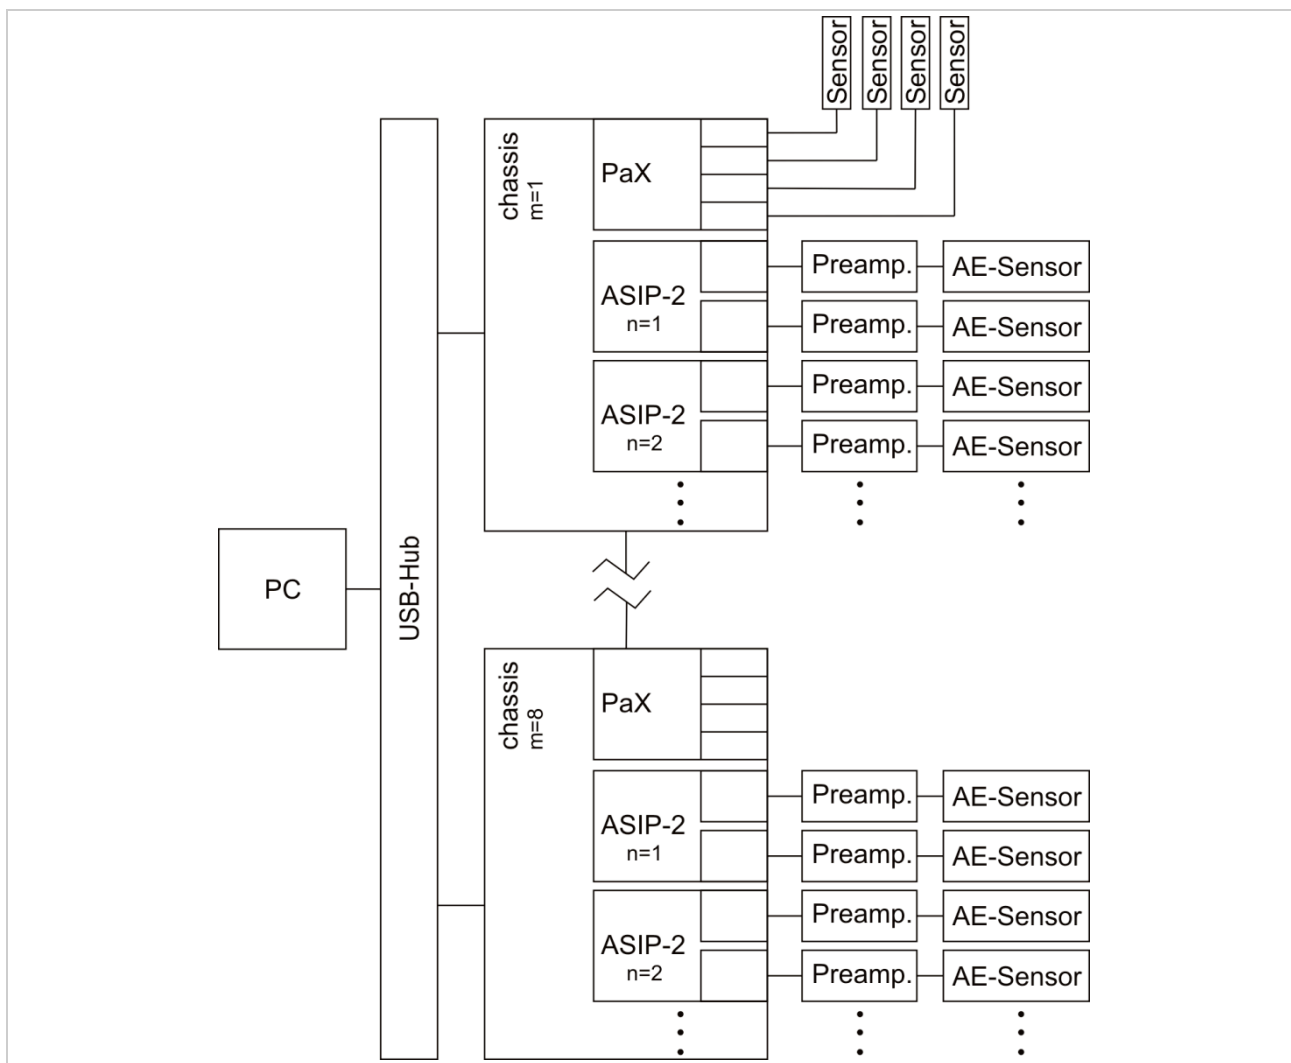 Sensor
Sensor
Sensor
Sensor
chassis
m=1
PaX
ASIP-2
n=1
Preamp.
AE-Sensor
Preamp.
AE-Sensor
ASIP-2
n=2
Preamp.
AE-Sensor
Preamp.
AE-Sensor
PC
USB-Hub
chassis
m=8
PaX
ASIP-2
n=1
Preamp.
AE-Sensor
Preamp.
AE-Sensor
ASIP-2
n=2
Preamp.
AE-Sensor
Preamp.
AE-Sensor